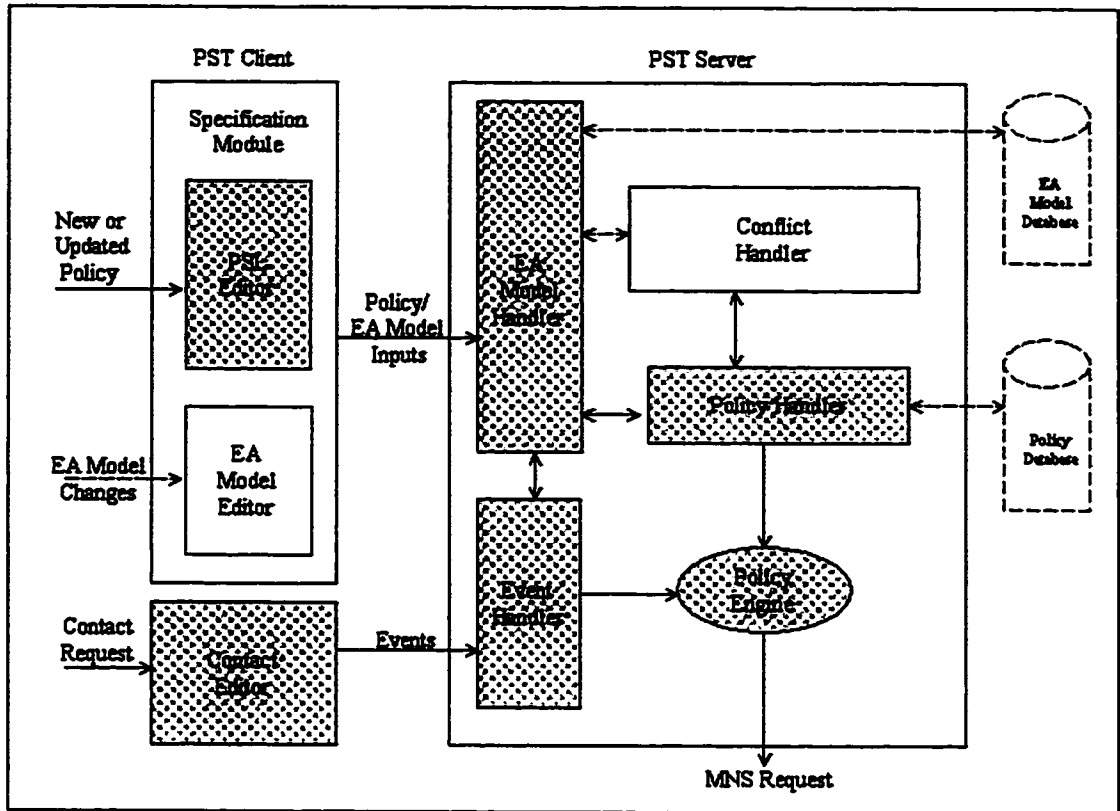 PST Client
PST Server
Specification
Module
New or
Updated
Policy
PSL
Editor
EA Model
Changes
EA
Model
Editor
Policy/
EA Model
Inputs
EA
Model
Handler
Conflict
Handler
Policy Handler
EA
Model
Database
Policy
Database
Contact
Request
Contact
Editor
Events
Event
Handler
Policy
Engine
MNS Request